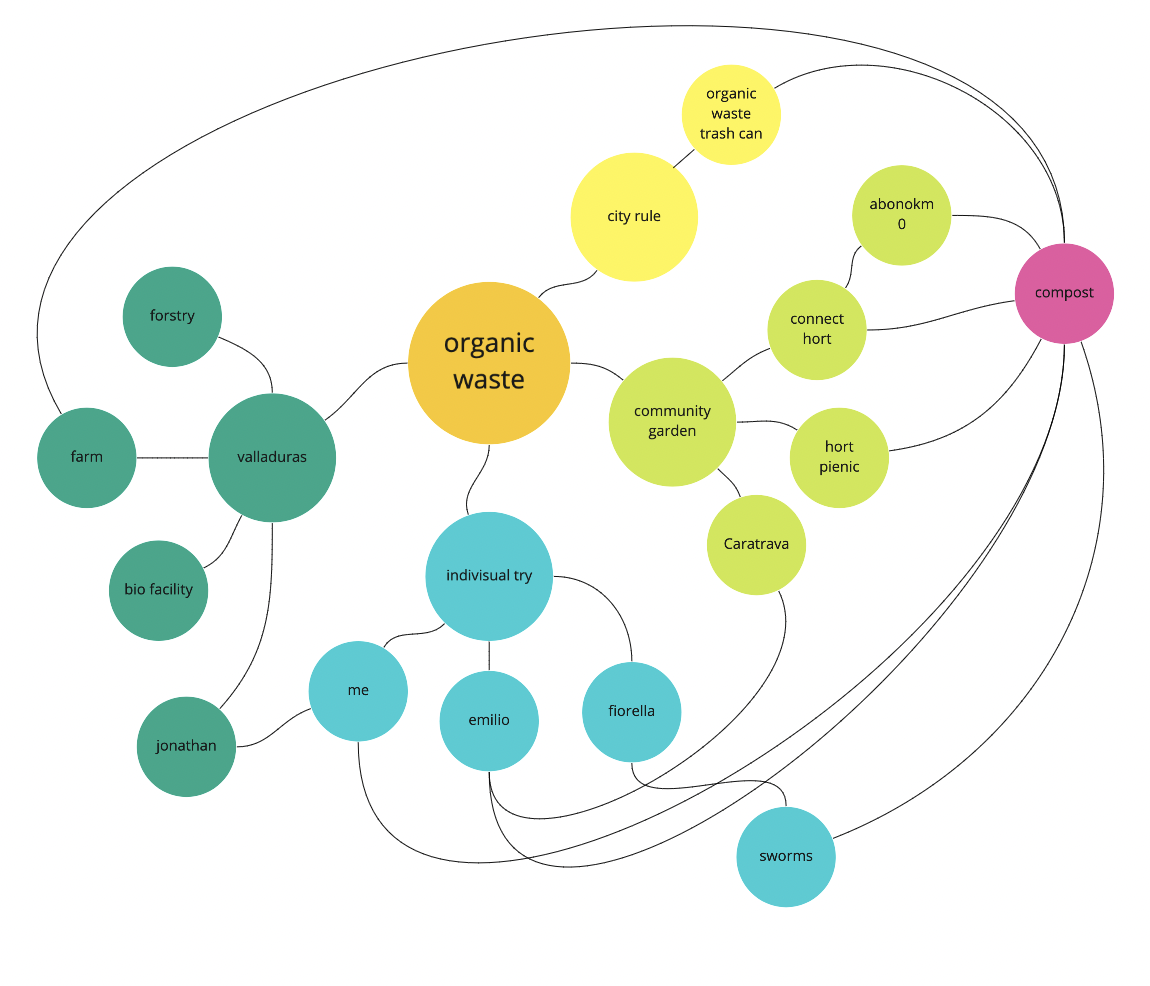 organic
waste
trash can
city rule
abonokm
0
compost
forstry
connect
hort
organic
waste
community
garden
hort
pienic
farm
valladuras
Caratrava
bio facility
indivisual try
me
emilio
fiorella
jonathan
sworms